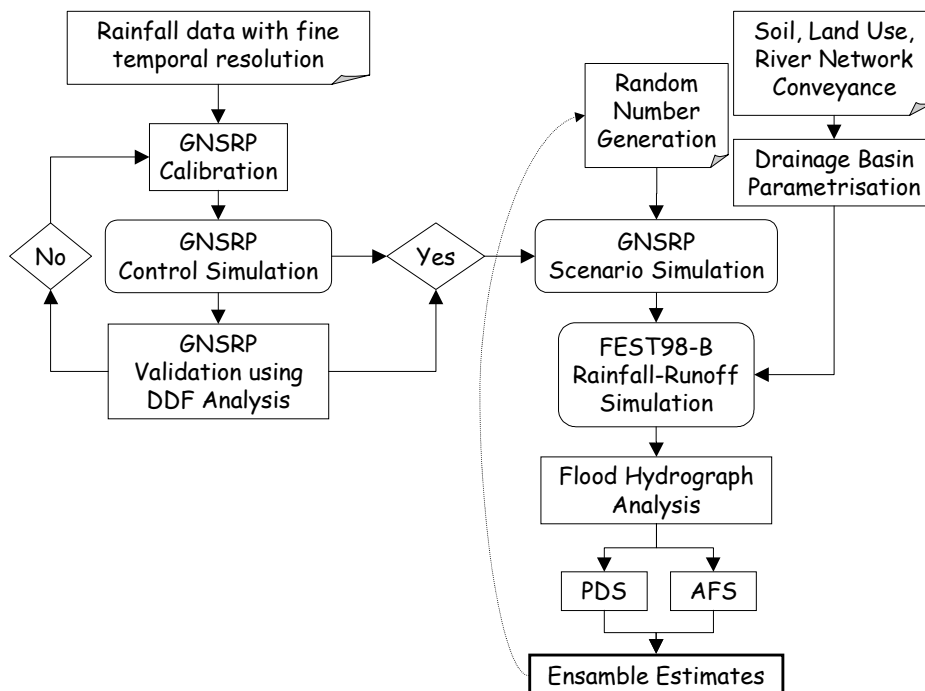 Rainfall data with fine
temporal resolution
GNSRP
Calibration
No
GNSRP
Control Simulation
Yes
GNSRP
Validation using
DDF Analysis
Random
Number
Generation
Soil, Land Use,
River Network
Conveyance
Drainage Basin
Parametrisation
GNSRP
Scenario Simulation
FEST98-B
Rainfall-Runoff
Simulation
Flood Hydrograph
Analysis
PDS
AFS
Ensamble Estimates